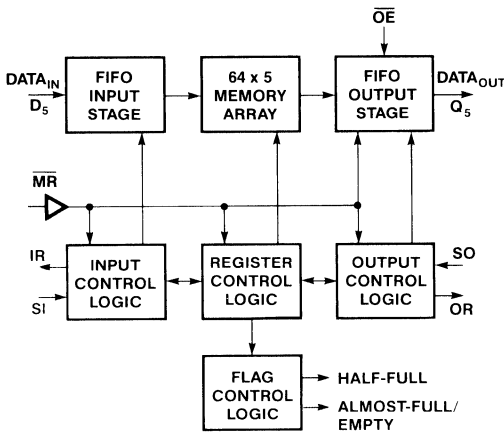 OE
DATAIN
D5
FIFO
INPUT
STAGE
64 x 5
MEMORY
ARRAY
FIFO
OUTPUT
STAGE
DATAOUT
Q5
MR
IR
SI
INPUT
CONTROL
LOGIC
REGISTER
CONTROL
LOGIC
OUTPUT
CONTROL
LOGIC
SO
OR
FLAG
CONTROL
LOGIC
HALF-FULL
ALMOST-FULL/
EMPTY